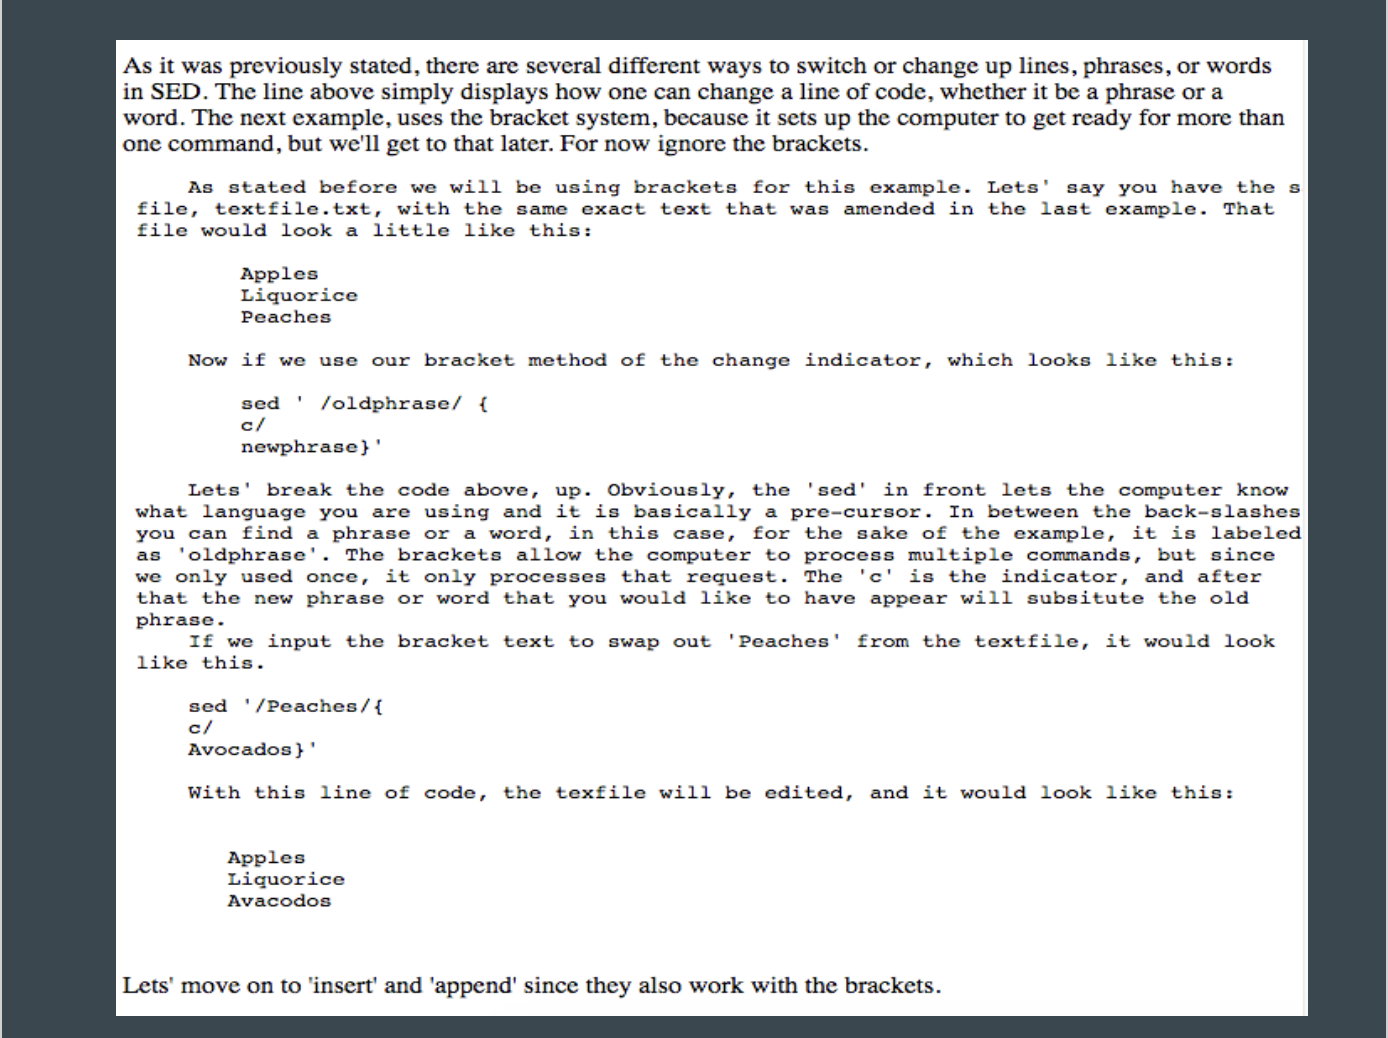 As it was previously stated, there are several different ways to switch or change up lines, phrases, or words
in SED. The line above simply displays how one can change a line of code, whether it be a phrase or a
word. The next example, uses the bracket system, because it sets up the computer to get ready for more than
one command, but we'll get to that later. For now ignore the brackets.
As stated before we will be using brackets for this example. Lets' say you have the s
file, textfile.txt, with the same exact text that was amended in the last example. That
file would look a little like this:
Apples
Liquorice
Peaches
Now if we use our bracket method of the change indicator, which looks like this:
sed ' /oldphrase/ {
c/
newphrase}'
Lets' break the code above, up. Obviously, the 'sed' in front lets the computer know
what language you are using and it is basically a pre-cursor. In between the back-slashes
you can find a phrase or a word, in this case, for the sake of the example, it is labeled
as 'oldphrase'. The brackets allow the computer to process multiple commands, but since
we only used once, it only processes that request. The 'c' is the indicator, and after
that the new phrase or word that you would like to have appear will subsitute the old
phrase.
If we input the bracket text to swap out 'Peaches' from the textfile, it would look
like this.
sed '/Peaches/{
c/
Avocados}'
With this line of code, the texfile will be edited, and it would look like this:
Apples
Liquorice
Avacodos
Lets' move on to 'insert' and 'append' since they also work with the brackets.